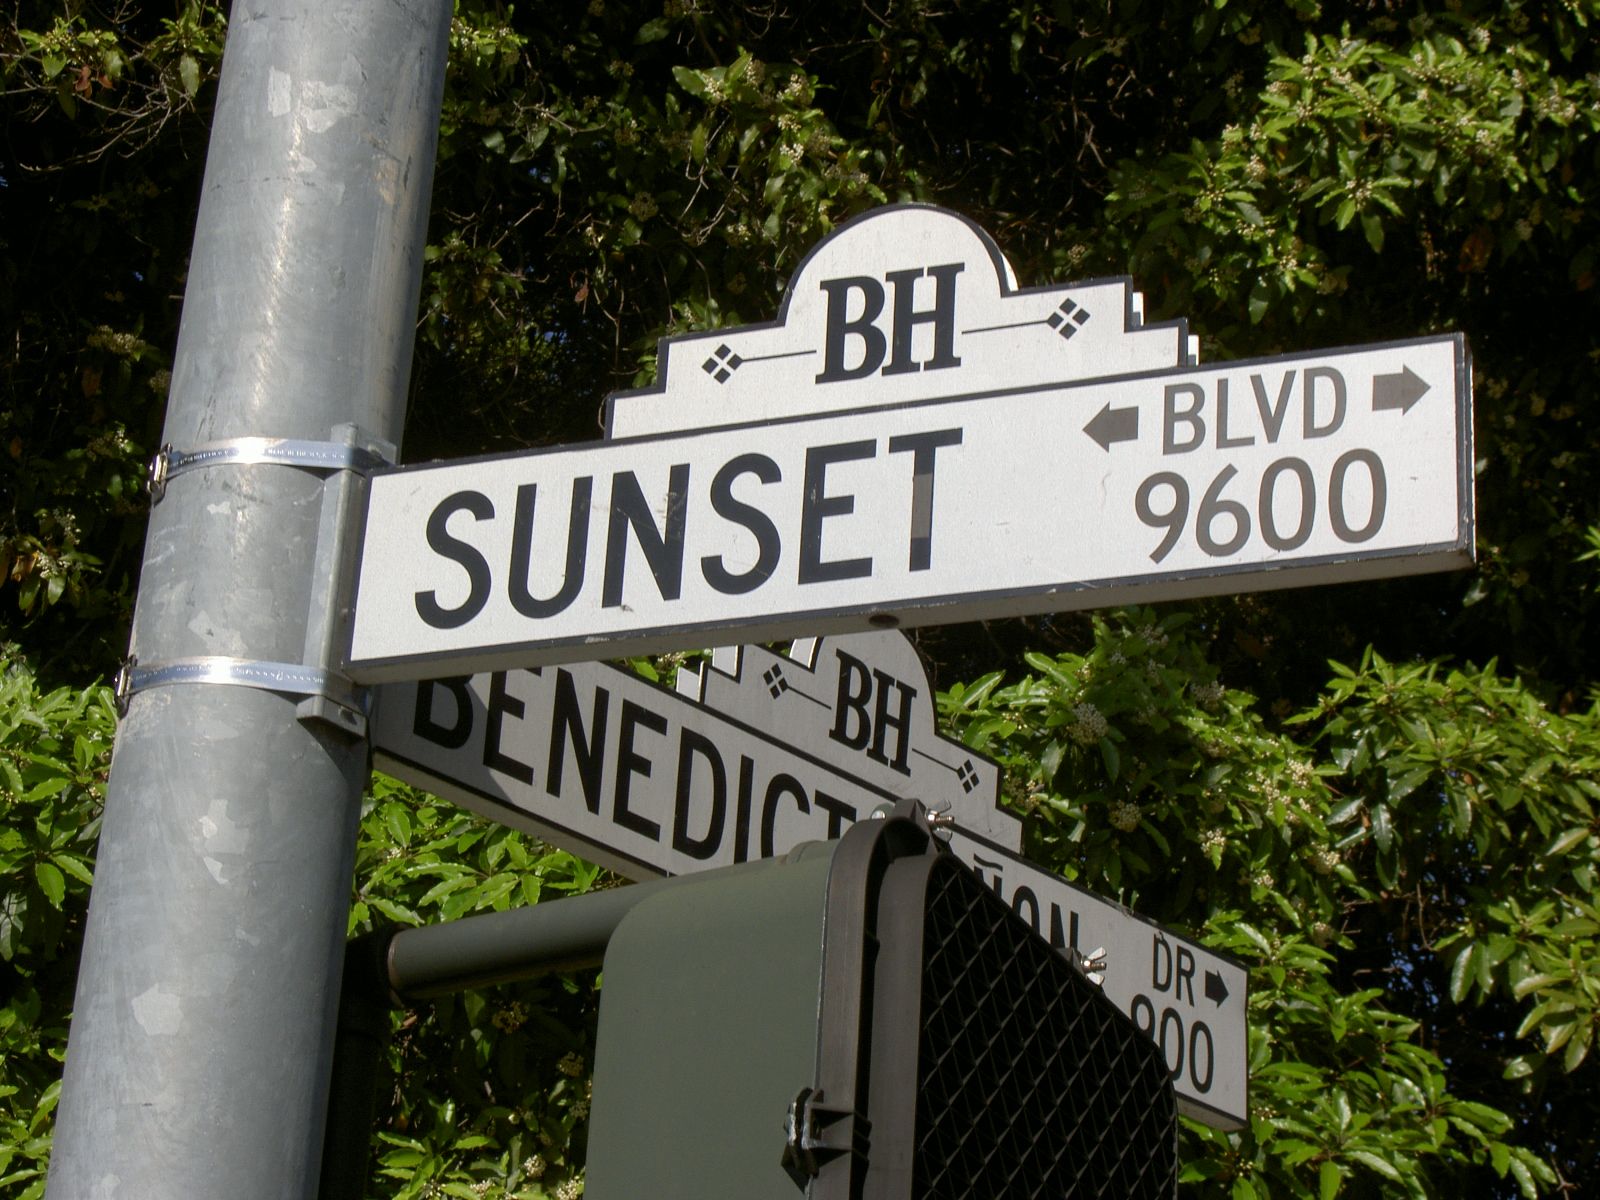 BH
SUNSET
BLVD
9600
BH
BENEDICT
DR